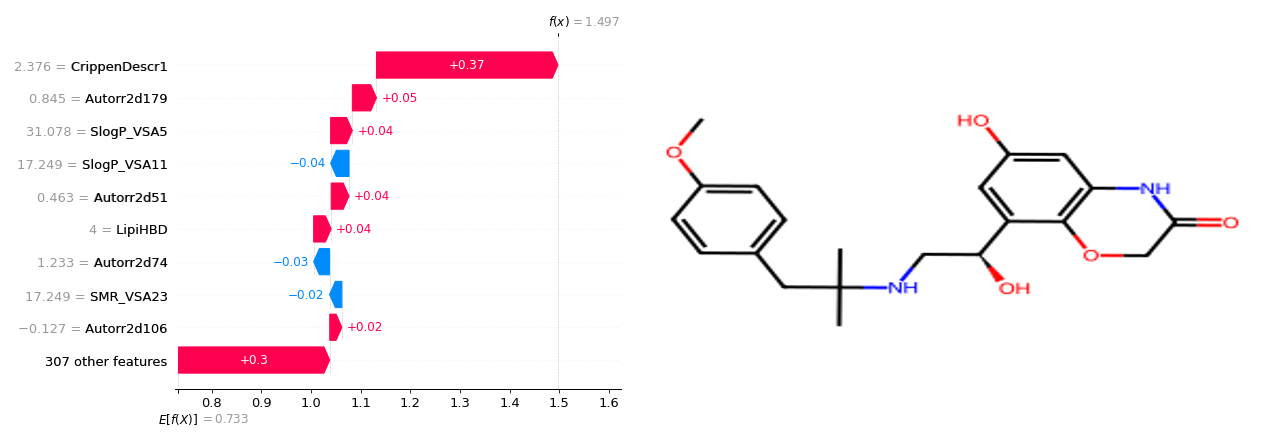 f(x) = 1.497
2.376 = CrippenDescr1
+0.37
0.845 = Autorr2d179
+0.05
31.078 = SlogP_VSA5
+0.04
17.249 = SlogP_VSA11
−0.04
0.463 = Autorr2d51
+0.04
4 = LipiHBD
+0.04
1.233 = Autorr2d74
−0.03
17.249 = SMR_VSA23
−0.02
−0.127 = Autorr2d106
+0.02
307 other features
+0.3
0.8 0.9 1.0 1.1 1.2 1.3 1.4 1.5 1.6
E[f(X)] = 0.733
HO
O
NH
O
O
NH
OH